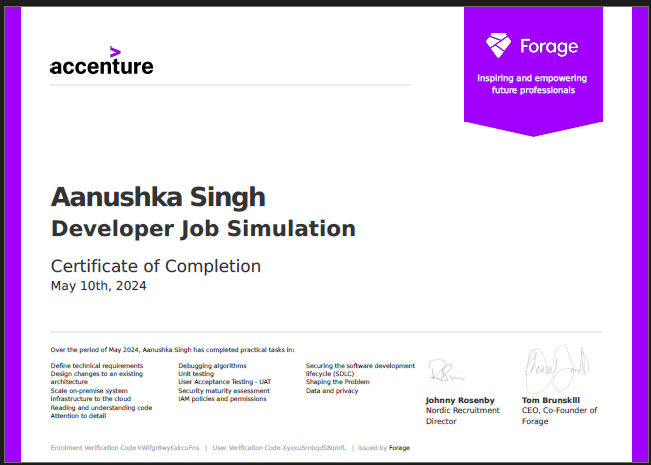 accenture
Forage
Inspiring and empowering
future professionals
Aanushka Singh
Developer Job Simulation
Certificate of Completion
May 10th, 2024
Over the period of May 2024, Aanushka Singh has completed practical tasks in:
Define technical requirements
Design changes to an existing
architecture
Scale on-premise system
infrastructure to the cloud
Reading and understanding code
Attention to detail
Debugging algorithms
Unit testing
User Acceptance Testing - UAT
Security maturity assessment
IAM policies and permissions
Securing the software development
lifecycle (SDLC)
Shaping the Problem
Data and privacy
Johnny Rosenby
Nordic Recruitment
Director
Tom Brunskill
CEO, Co-Founder of
Forage
Enrolment Verification Code | User Verification Code | Issued by Forage